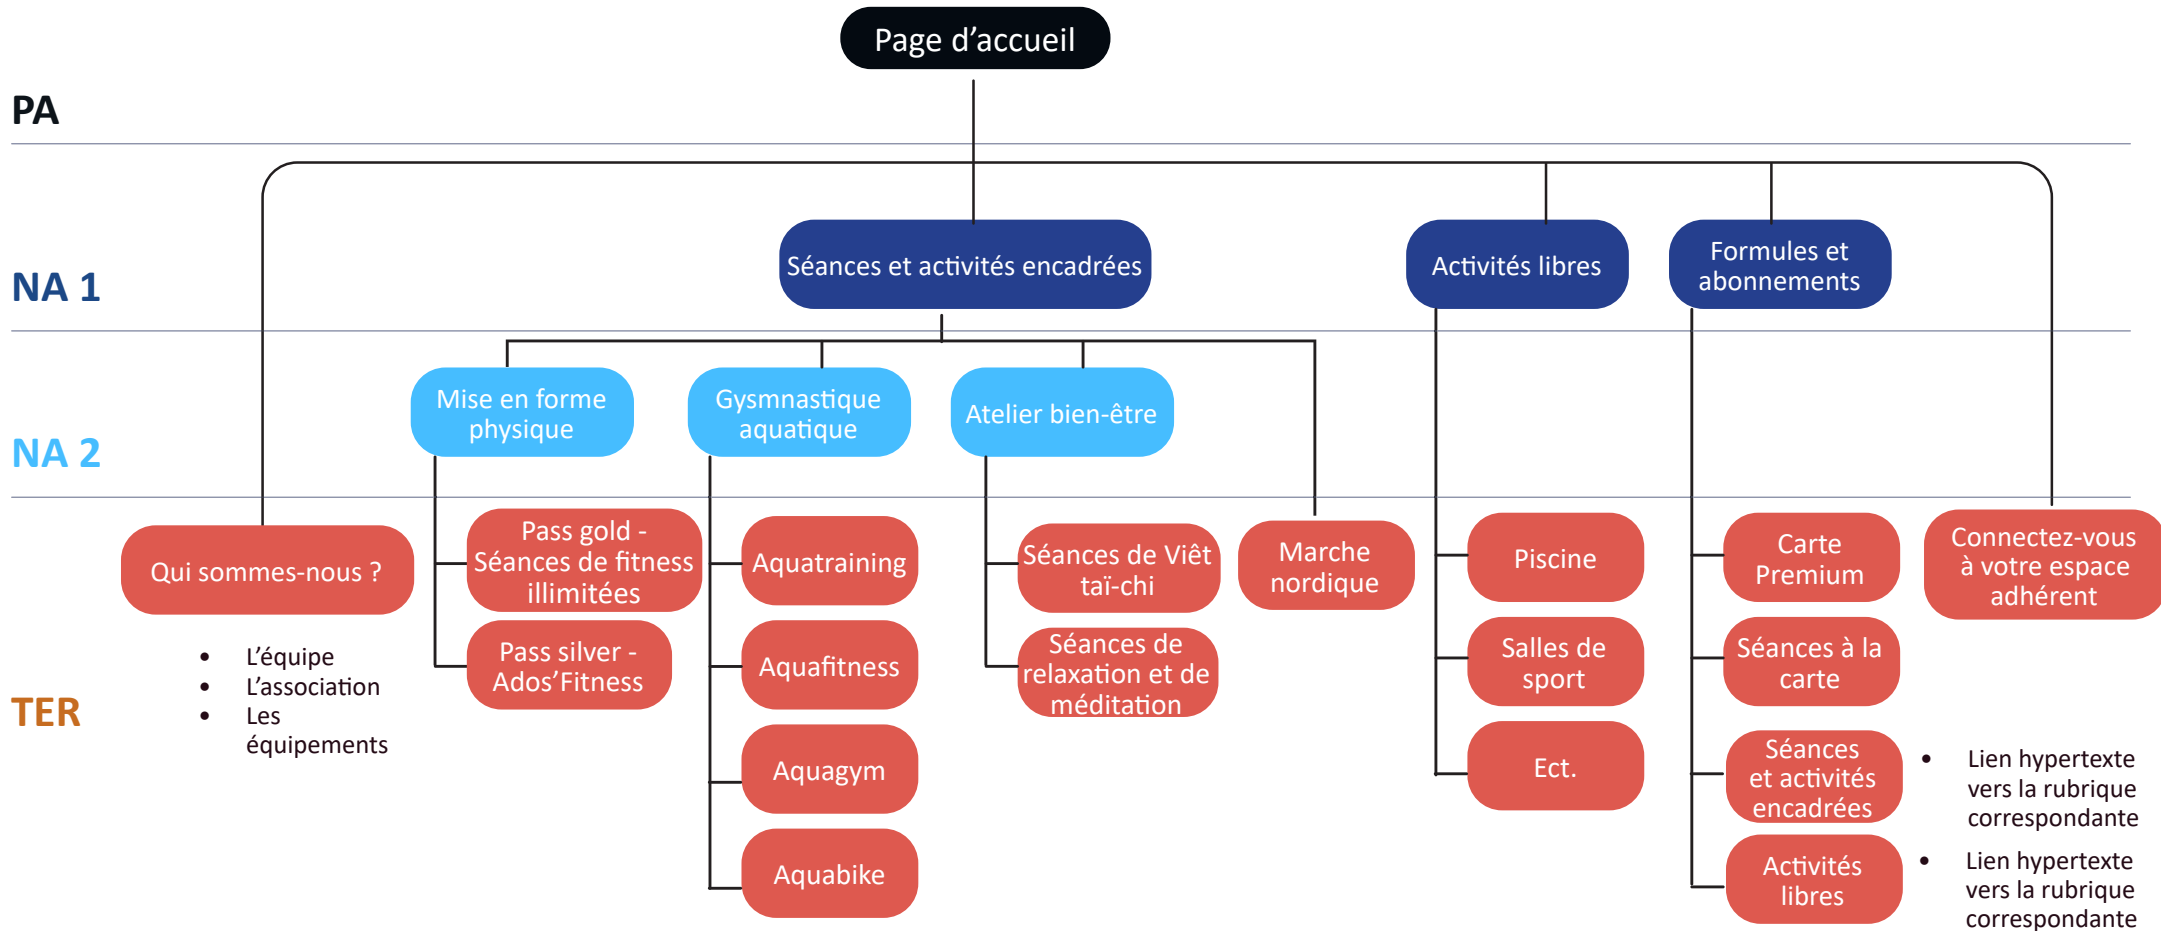 Page d'accueil
PA
NA 1
Séances et activités encadrées
Activités libres
Formules et
abonnements
NA 2
Mise en forme
physique
Gysmnastique
aquatique
Atelier bien-être
TER
Qui sommes-nous ?
• L'équipe
• L'association
• Les
équipements
Pass gold -
Séances de fitness
illimitées
Pass silver -
Ados'Fitness
Aquatraining
Aquafitness
Aquagym
Aquabike
Séances de Viêt
taï-chi
Séances de
relaxation et de
méditation
Marche
nordique
Piscine
Salles de
sport
Ect.
Carte
Premium
Séances à la
carte
Séances
et activités
encadrées
• Lien hypertexte
vers la rubrique
correspondante
Activités
libres
• Lien hypertexte
vers la rubrique
correspondante
Connectez-vous
à votre espace
adhérent